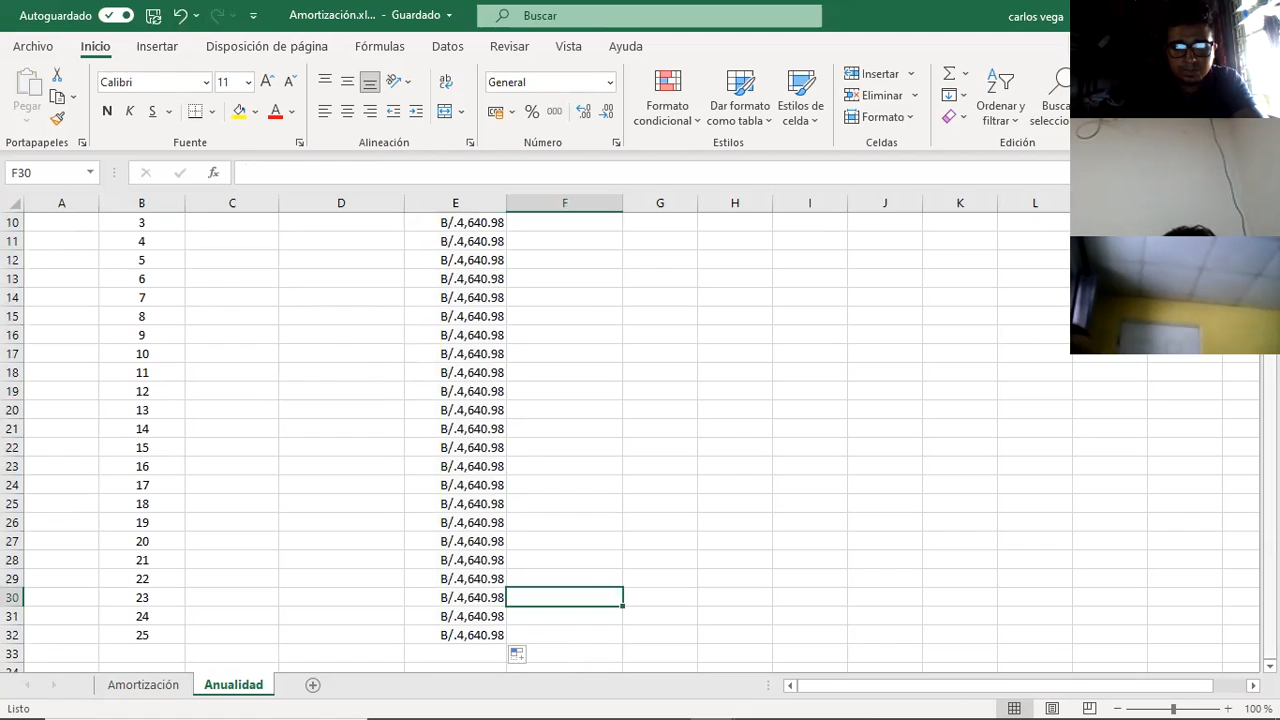 Autoguardado
Amortización.xl... - Guardado
Buscar
carlos vega
Archivo Inicio Insertar Disposición de página Fórmulas Datos Revisar Vista Ayuda
Pegar
Calibri 11
N K S
General
% 000
Formato condicional
Dar formato como tabla
Estilos de celda
Insertar
Eliminar
Formato
Ordenar y filtrar
Busc
selecci
Portapapeles Fuente Alineación Número Estilos Celdas Edición
F30
fx
A B C D E F G H I J K L
10 3 B/.4,640.98
11 4 B/.4,640.98
12 5 B/.4,640.98
13 6 B/.4,640.98
14 7 B/.4,640.98
15 8 B/.4,640.98
16 9 B/.4,640.98
17 10 B/.4,640.98
18 11 B/.4,640.98
19 12 B/.4,640.98
20 13 B/.4,640.98
21 14 B/.4,640.98
22 15 B/.4,640.98
23 16 B/.4,640.98
24 17 B/.4,640.98
25 18 B/.4,640.98
26 19 B/.4,640.98
27 20 B/.4,640.98
28 21 B/.4,640.98
29 22 B/.4,640.98
30 23 B/.4,640.98
31 24 B/.4,640.98
32 25 B/.4,640.98
33
Amortización Anualidad
Listo
100 %